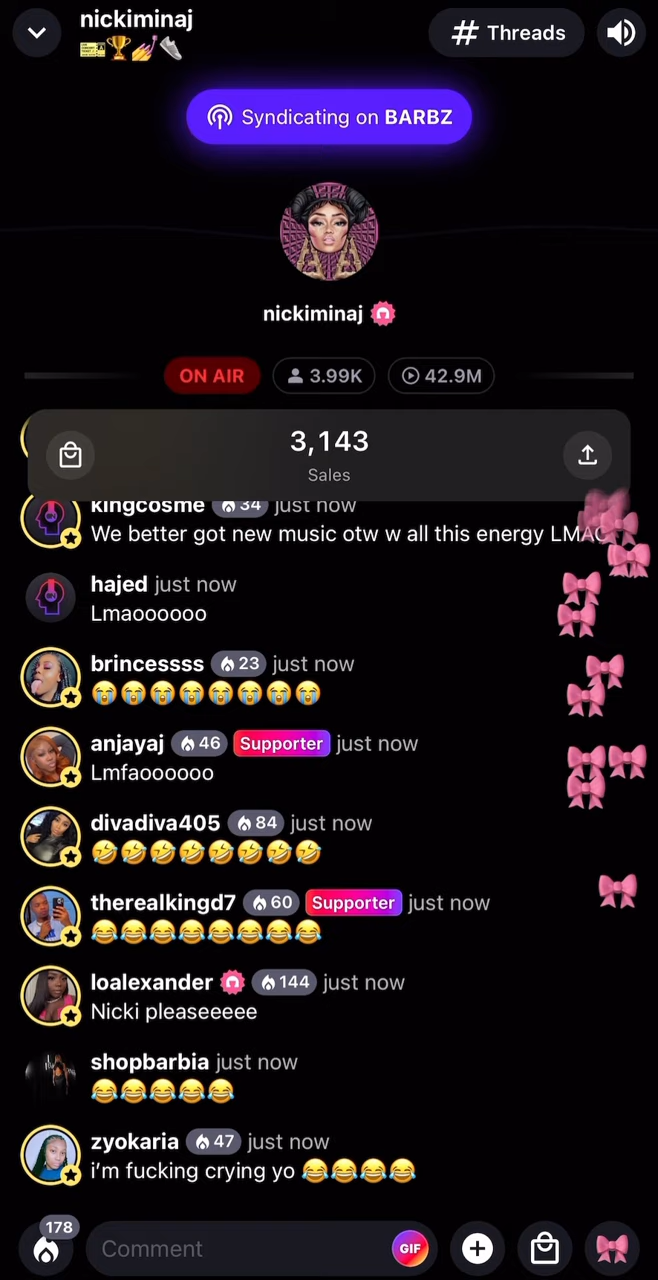 nickiminaj
Threads
Syndicating on BARBZ
nickiminaj
ON AIR 3.99K 42.9M
3,143
Sales
kingcosme 34 just now
We better got new music otw w all this energy LMAO
hajed just now
Lmaoooooo
brincessss 23 just now
anjayaj 46 Supporter just now
Lmfaoooooo
divadiva405 84 just now
therealkingd7 60 Supporter just now
loalexander 144 just now
Nicki pleaseeeee
shopbarbia just now
zyokaria 47 just now
i'm fucking crying yo
178
Comment GIF